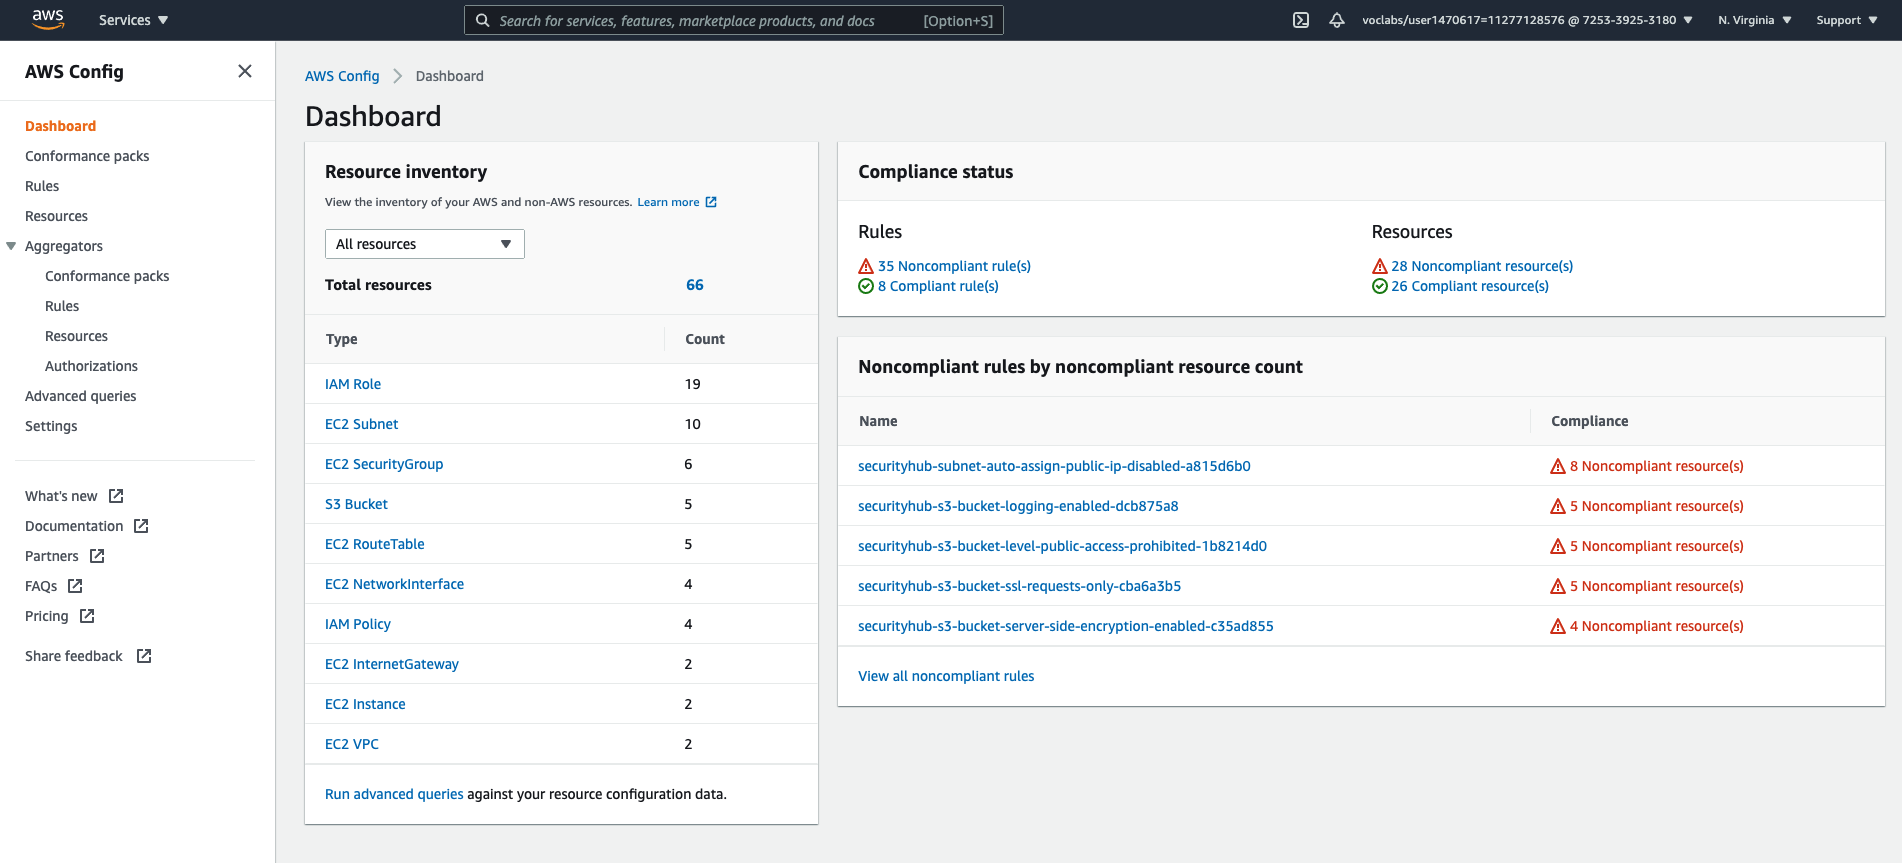 aws Services Search for services, features, marketplace products, and docs [Option+S] voclabs/user1470617=11277128576 @ 7253-3925-3180 N. Virginia Support
AWS Config
Dashboard
Conformance packs
Rules
Resources
Aggregators
Conformance packs
Rules
Resources
Authorizations
Advanced queries
Settings
What's new
Documentation
Partners
FAQs
Pricing
Share feedback
AWS Config Dashboard
Dashboard
Resource inventory
View the inventory of your AWS and non-AWS resources. Learn more
All resources
Total resources 66
Type Count
IAM Role 19
EC2 Subnet 10
EC2 SecurityGroup 6
S3 Bucket 5
EC2 RouteTable 5
EC2 NetworkInterface 4
IAM Policy 4
EC2 InternetGateway 2
EC2 Instance 2
EC2 VPC 2
Run advanced queries against your resource configuration data.
Compliance status
Rules
35 Noncompliant rule(s)
8 Compliant rule(s)
Resources
28 Noncompliant resource(s)
26 Compliant resource(s)
Noncompliant rules by noncompliant resource count
Name Compliance
securityhub-subnet-auto-assign-public-ip-disabled-a815d6b0 8 Noncompliant resource(s)
securityhub-s3-bucket-logging-enabled-dcb875a8 5 Noncompliant resource(s)
securityhub-s3-bucket-level-public-access-prohibited-1b8214d0 5 Noncompliant resource(s)
securityhub-s3-bucket-ssl-requests-only-cba6a3b5 5 Noncompliant resource(s)
securityhub-s3-bucket-server-side-encryption-enabled-c35ad855 4 Noncompliant resource(s)
View all noncompliant rules